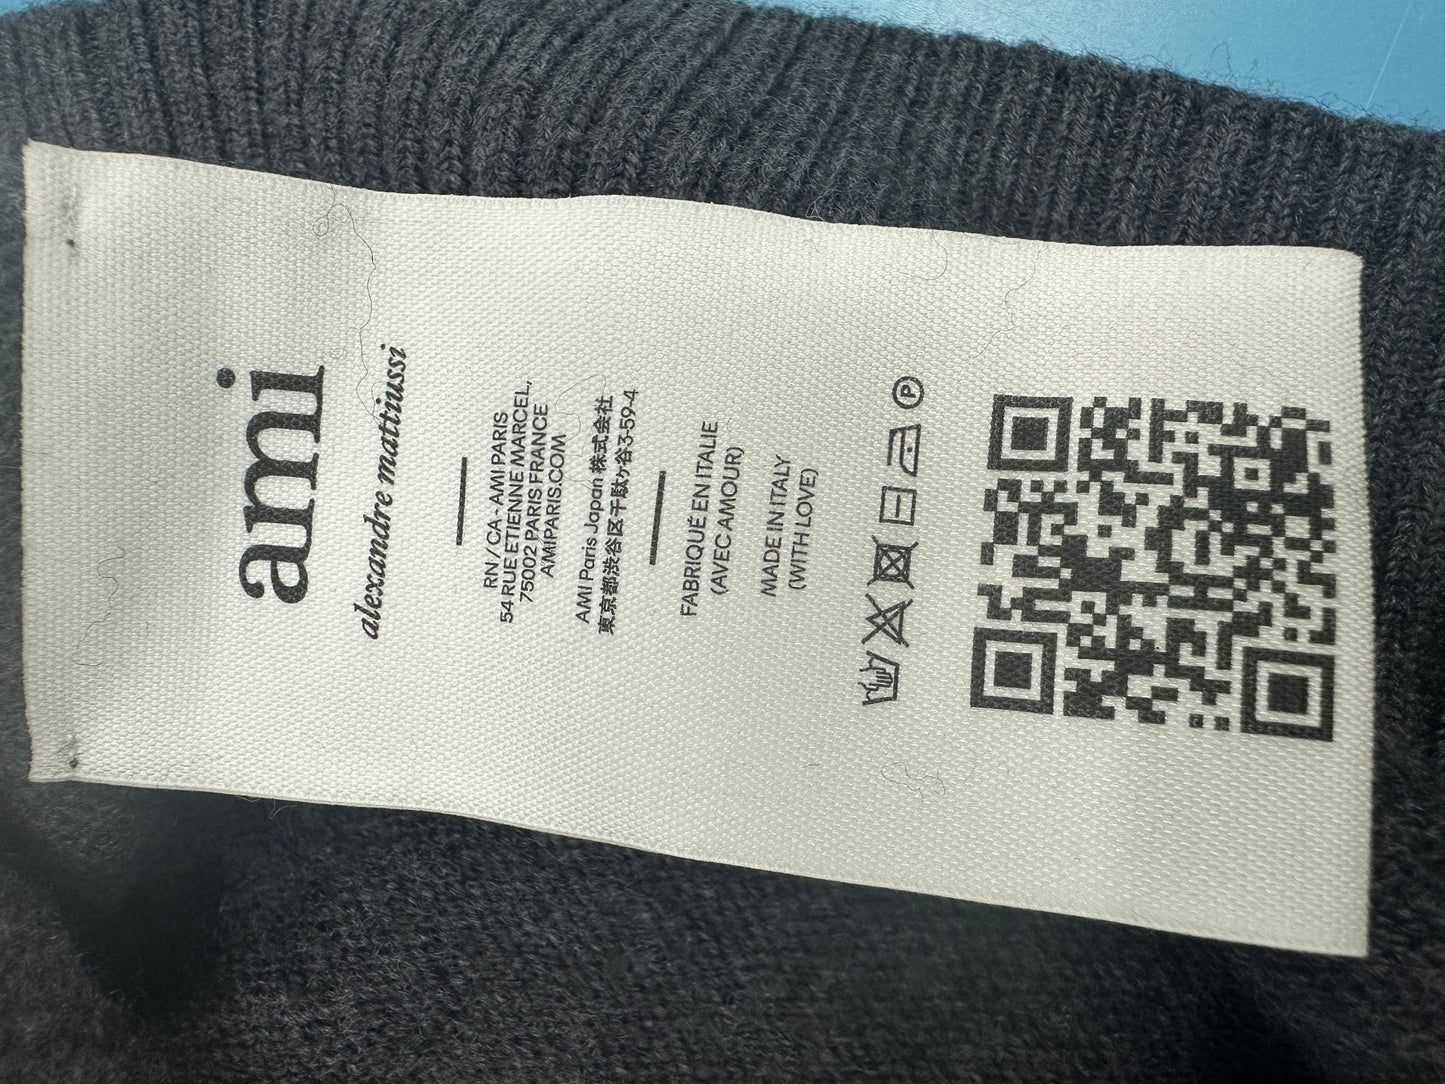 ami
alexandre mattiussi
RN / CA - AMI PARIS
54 RUE ETIENNE MARCEL,
75002 PARIS FRANCE
AMIPARIS.COM
AMI Paris Japan 株式会社
東京都渋谷区千駄ヶ谷3-59-4
FABRIQUÉ EN ITALIE
(AVEC AMOUR)
MADE IN ITALY
(WITH LOVE)
P